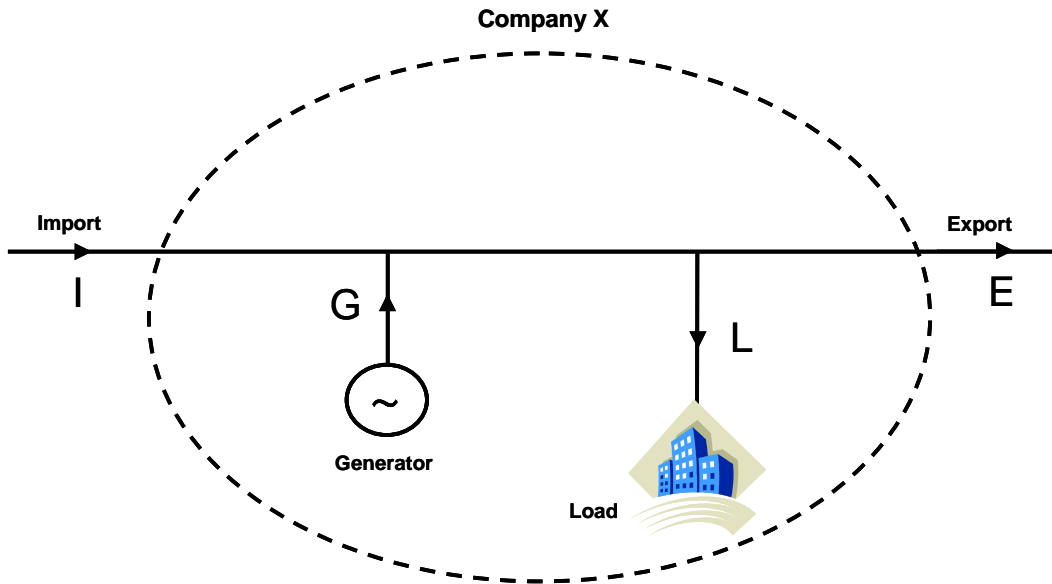 Company X
Import
Export
I
E
G
L
~
Generator
Load